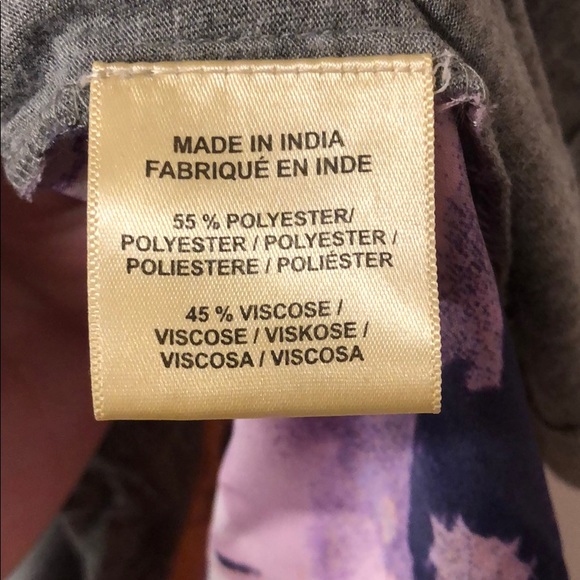 MADE IN INDIA
FABRIQUÉ EN INDE
55 % POLYESTER/
POLYESTER / POLYESTER /
POLIESTERE / POLIÉSTER
45 % VISCOSE /
VISCOSE / VISKOSE /
VISCOSA / VISCOSA